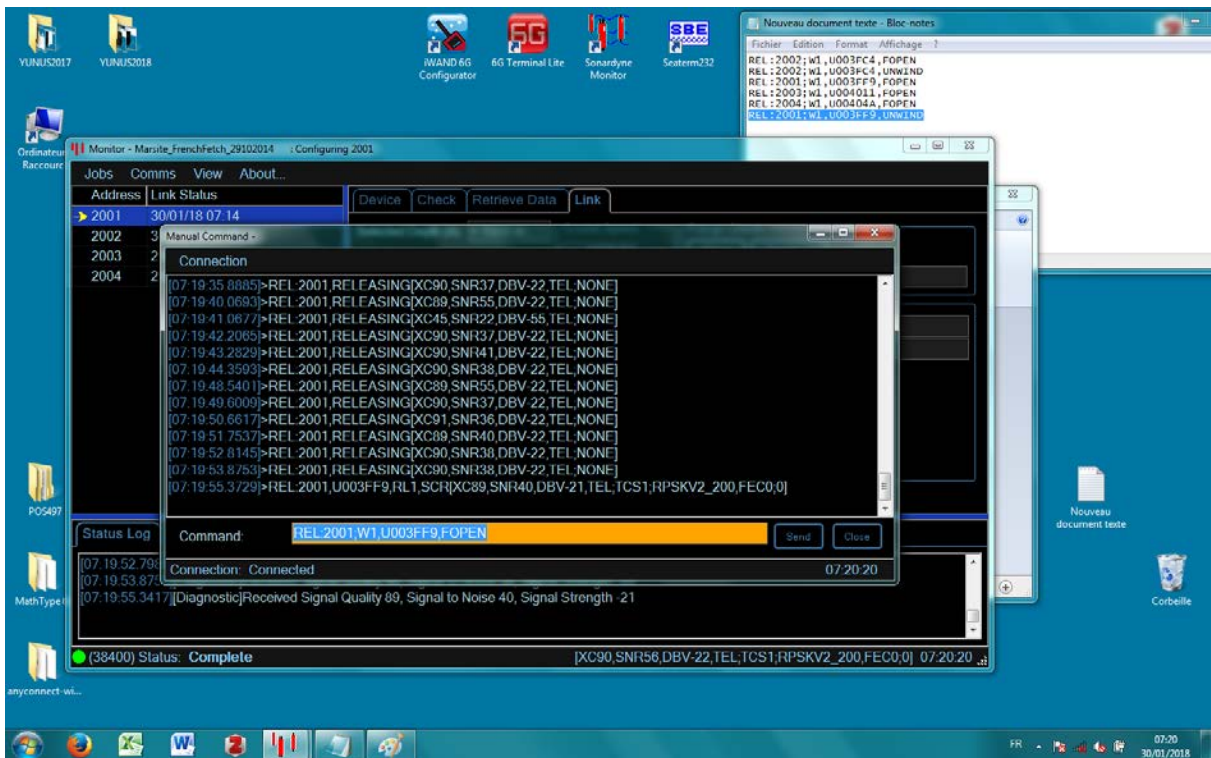 YUNUS2017
YUNUS2018
iWAND 6G
Configurator
6G
6G Terminal Lite
Sonardyne
Monitor
SBE
Seaterm232
Nouveau document texte - Bloc-notes
Fichier Edition Format Affichage ?
REL:2002;W1,U003FC4,FOPEN
REL:2002;W1,U003FC4,UNWIND
REL:2001;W1,U003FF9,FOPEN
REL:2003;W1,U004011,FOPEN
REL:2004;W1,U00404A,FOPEN
REL:2001;W1,U003FF9,UNWIND
Ordinateur
Raccourc
Monitor - Marsite_FrenchFetch_29102014 : Configuring 2001
Jobs Comms View About...
Address Link Status
Device Check Retrieve Data Link
2001 30/01/18 07:14
2002 3
2003 2
2004 2
Manual Command -
Connection
[07:19:35.8885]>REL:2001,RELEASING[XC90,SNR37,DBV-22,TEL;NONE]
[07:19:40.0693]>REL:2001,RELEASING[XC89,SNR55,DBV-22,TEL;NONE]
[07:19:41.0677]>REL:2001,RELEASING[XC45,SNR22,DBV-55,TEL;NONE]
[07:19:42.2065]>REL:2001,RELEASING[XC90,SNR37,DBV-22,TEL;NONE]
[07:19:43.2829]>REL:2001,RELEASING[XC90,SNR41,DBV-22,TEL;NONE]
[07:19:44.3593]>REL:2001,RELEASING[XC90,SNR38,DBV-22,TEL;NONE]
[07:19:48.5401]>REL:2001,RELEASING[XC89,SNR55,DBV-22,TEL;NONE]
[07:19:49.6009]>REL:2001,RELEASING[XC90,SNR37,DBV-22,TEL;NONE]
[07:19:50.6617]>REL:2001,RELEASING[XC91,SNR36,DBV-22,TEL;NONE]
[07:19:51.7537]>REL:2001,RELEASING[XC89,SNR40,DBV-22,TEL;NONE]
[07:19:52.8145]>REL:2001,RELEASING[XC90,SNR38,DBV-22,TEL;NONE]
[07:19:53.8753]>REL:2001,RELEASING[XC90,SNR38,DBV-22,TEL;NONE]
[07:19:55.3729]>REL:2001,U003FF9,RL1,SCR[XC89,SNR40,DBV-21,TEL;TCS1;RPSKV2_200,FEC0;0]
Command: REL:2001;W1,U003FF9,FOPEN Send Close
Connection: Connected 07:20:20
Status Log
[07:19:52.798
[07:19:53.875
[07:19:55.3417][Diagnostic]Received Signal Quality 89, Signal to Noise 40, Signal Strength -21
(38400) Status: Complete [XC90,SNR56,DBV-22,TEL;TCS1;RPSKV2_200,FEC0;0] 07:20:20
POS497
MathType
anyconnect-wi...
Nouveau
document texte
Corbeille
FR
07:20
30/01/2018